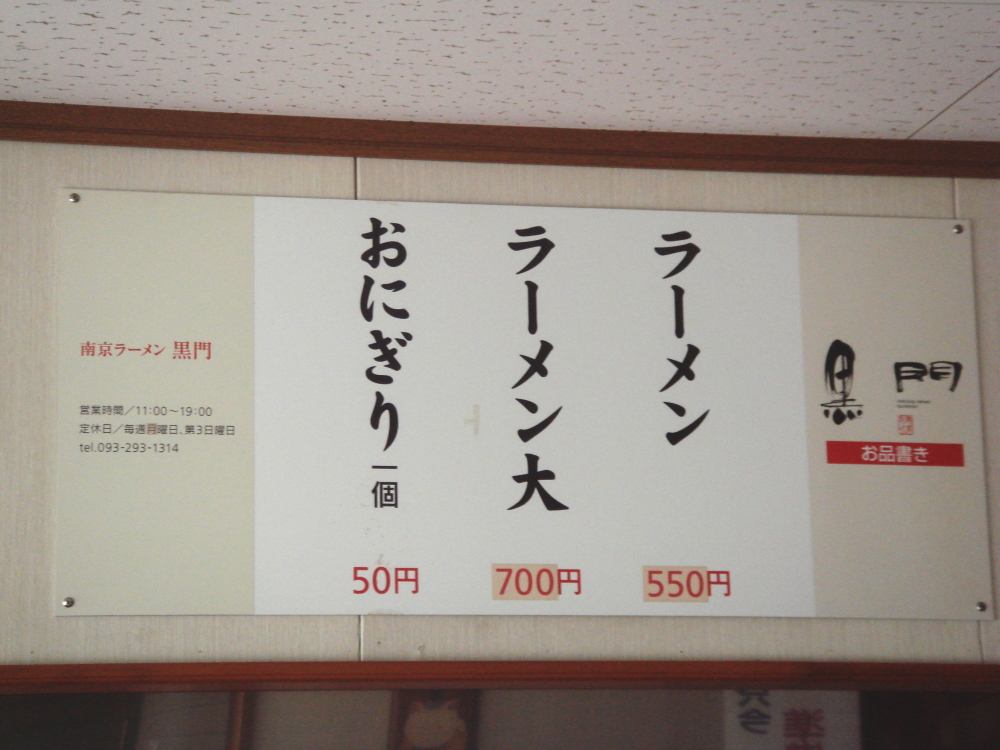 黒門
お品書き
ラーメン
550円
ラーメン大
700円
おにぎり一個
50円
南京ラーメン 黒門
営業時間／11:00～19:00
定休日／毎週月曜日、第3日曜日
tel.093-293-1314